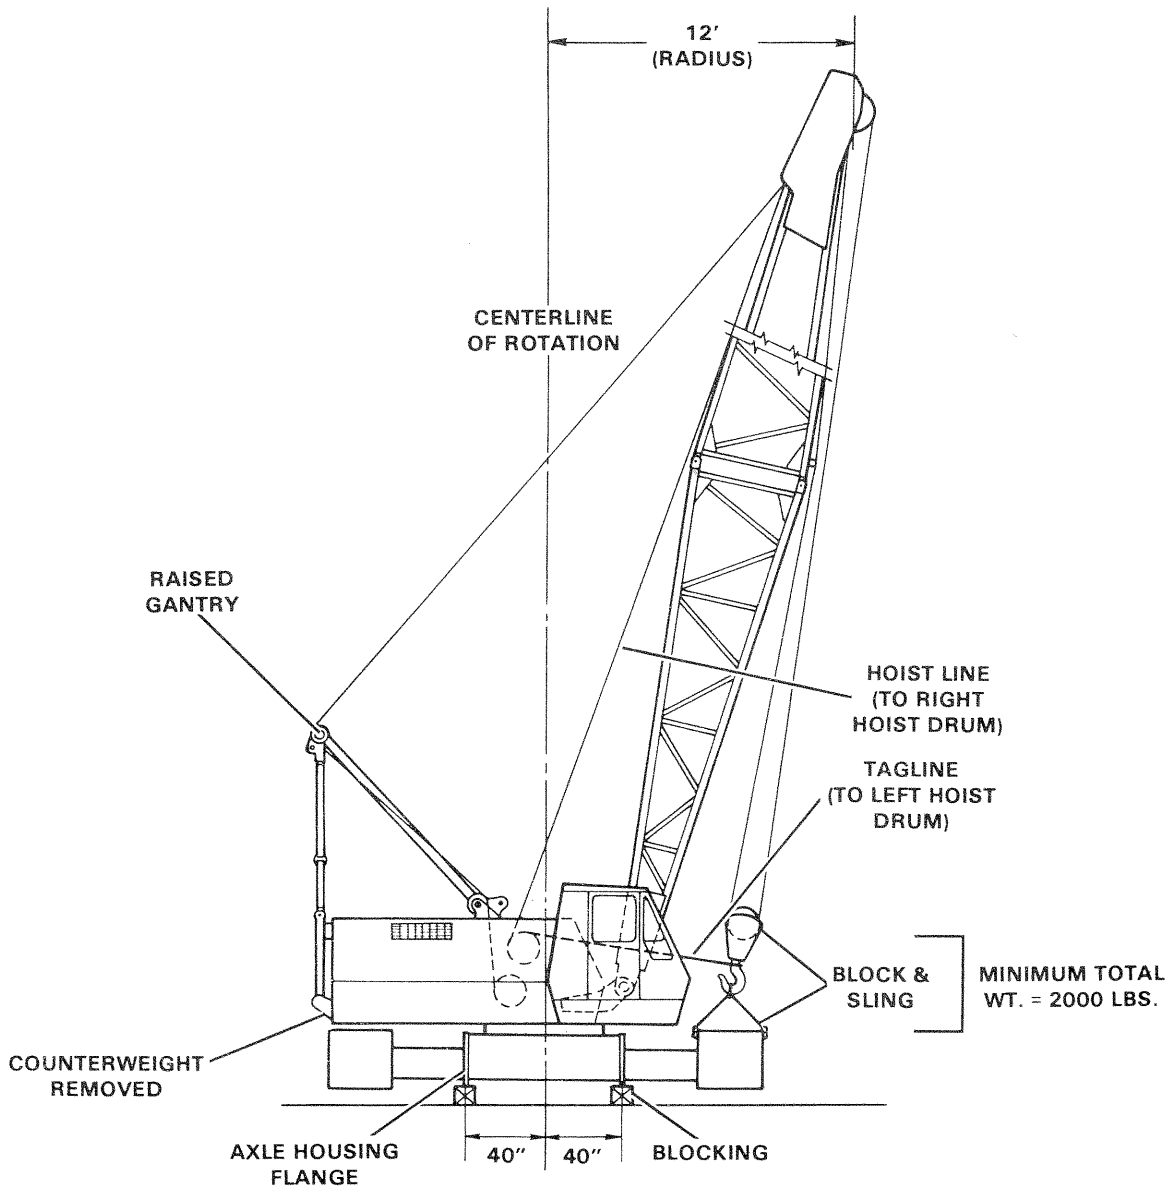 12'
(RADIUS)
CENTERLINE
OF ROTATION
RAISED
GANTRY
HOIST LINE
(TO RIGHT
HOIST DRUM)
TAGLINE
(TO LEFT HOIST
DRUM)
BLOCK &
SLING
MINIMUM TOTAL
WT. = 2000 LBS.
COUNTERWEIGHT
REMOVED
AXLE HOUSING
FLANGE
40"
40"
BLOCKING